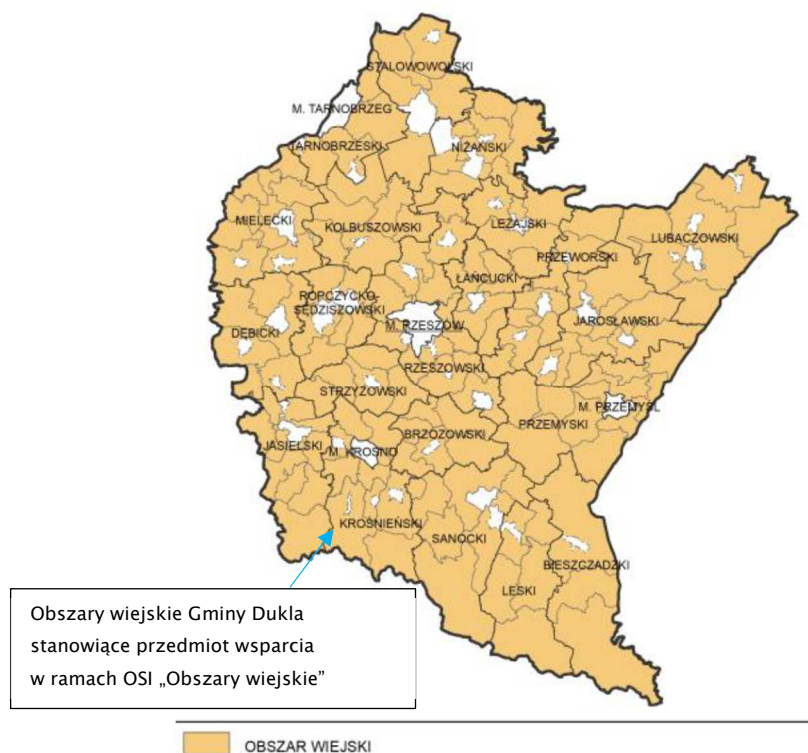 STALOWOWOLSKI
M. TARNOBRZEG
TARNOBRZESKI
NIŻAŃSKI
MIELECKI
KOLBUSZOWSKI
LEŻAJSKI
LUBACZOWSKI
PRZEWORSKI
ŁAŃCUCKI
ROPCZYCKO-
SĘDZISZOWSKI
M. RZESZÓW
JAROSŁAWSKI
DĘBICKI
RZESZOWSKI
STRZYŻOWSKI
M. PRZEMYŚL
PRZEMYSKI
BRZOZOWSKI
JASIELSKI
M. KROSNO
KROŚNIEŃSKI
SANOCKI
BIESZCZADZKI
LESKI
Obszary wiejskie Gminy Dukla
stanowiące przedmiot wsparcia
w ramach OSI „Obszary wiejskie”
OBSZAR WIEJSKI